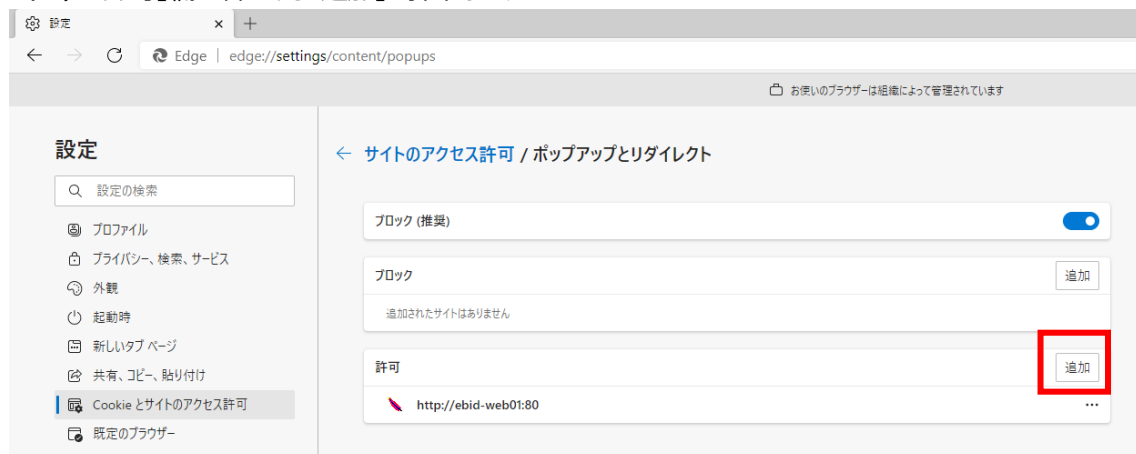 設定
Edge | edge://settings/content/popups
お使いのブラウザーは組織によって管理されています
設定
設定の検索
プロファイル
プライバシー、検索、サービス
外観
起動時
新しいタブ ページ
共有、コピー、貼り付け
Cookie とサイトのアクセス許可
既定のブラウザー
サイトのアクセス許可 / ポップアップとリダイレクト
ブロック (推奨)
ブロック
追加
追加されたサイトはありません
許可
追加
http://ebid-web01:80